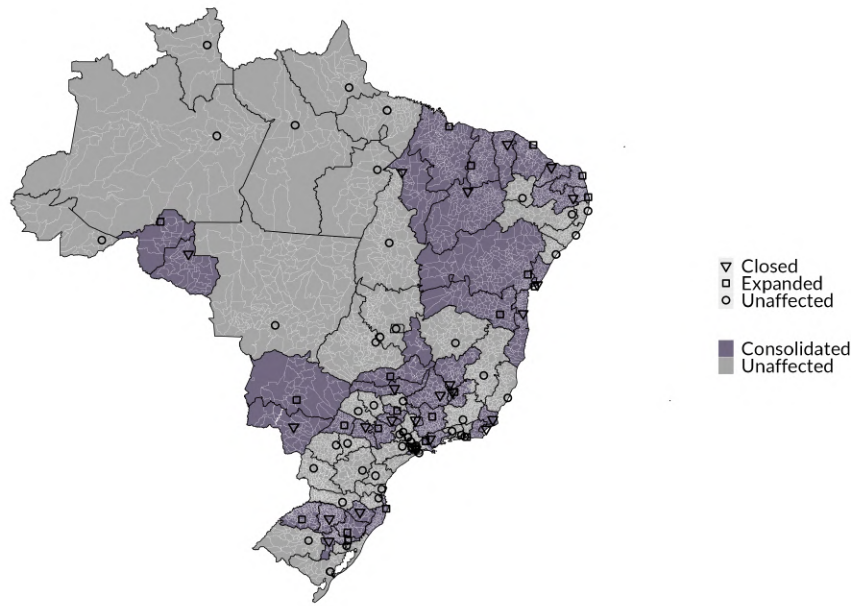 Closed
Expanded
Unaffected
Consolidated
Unaffected